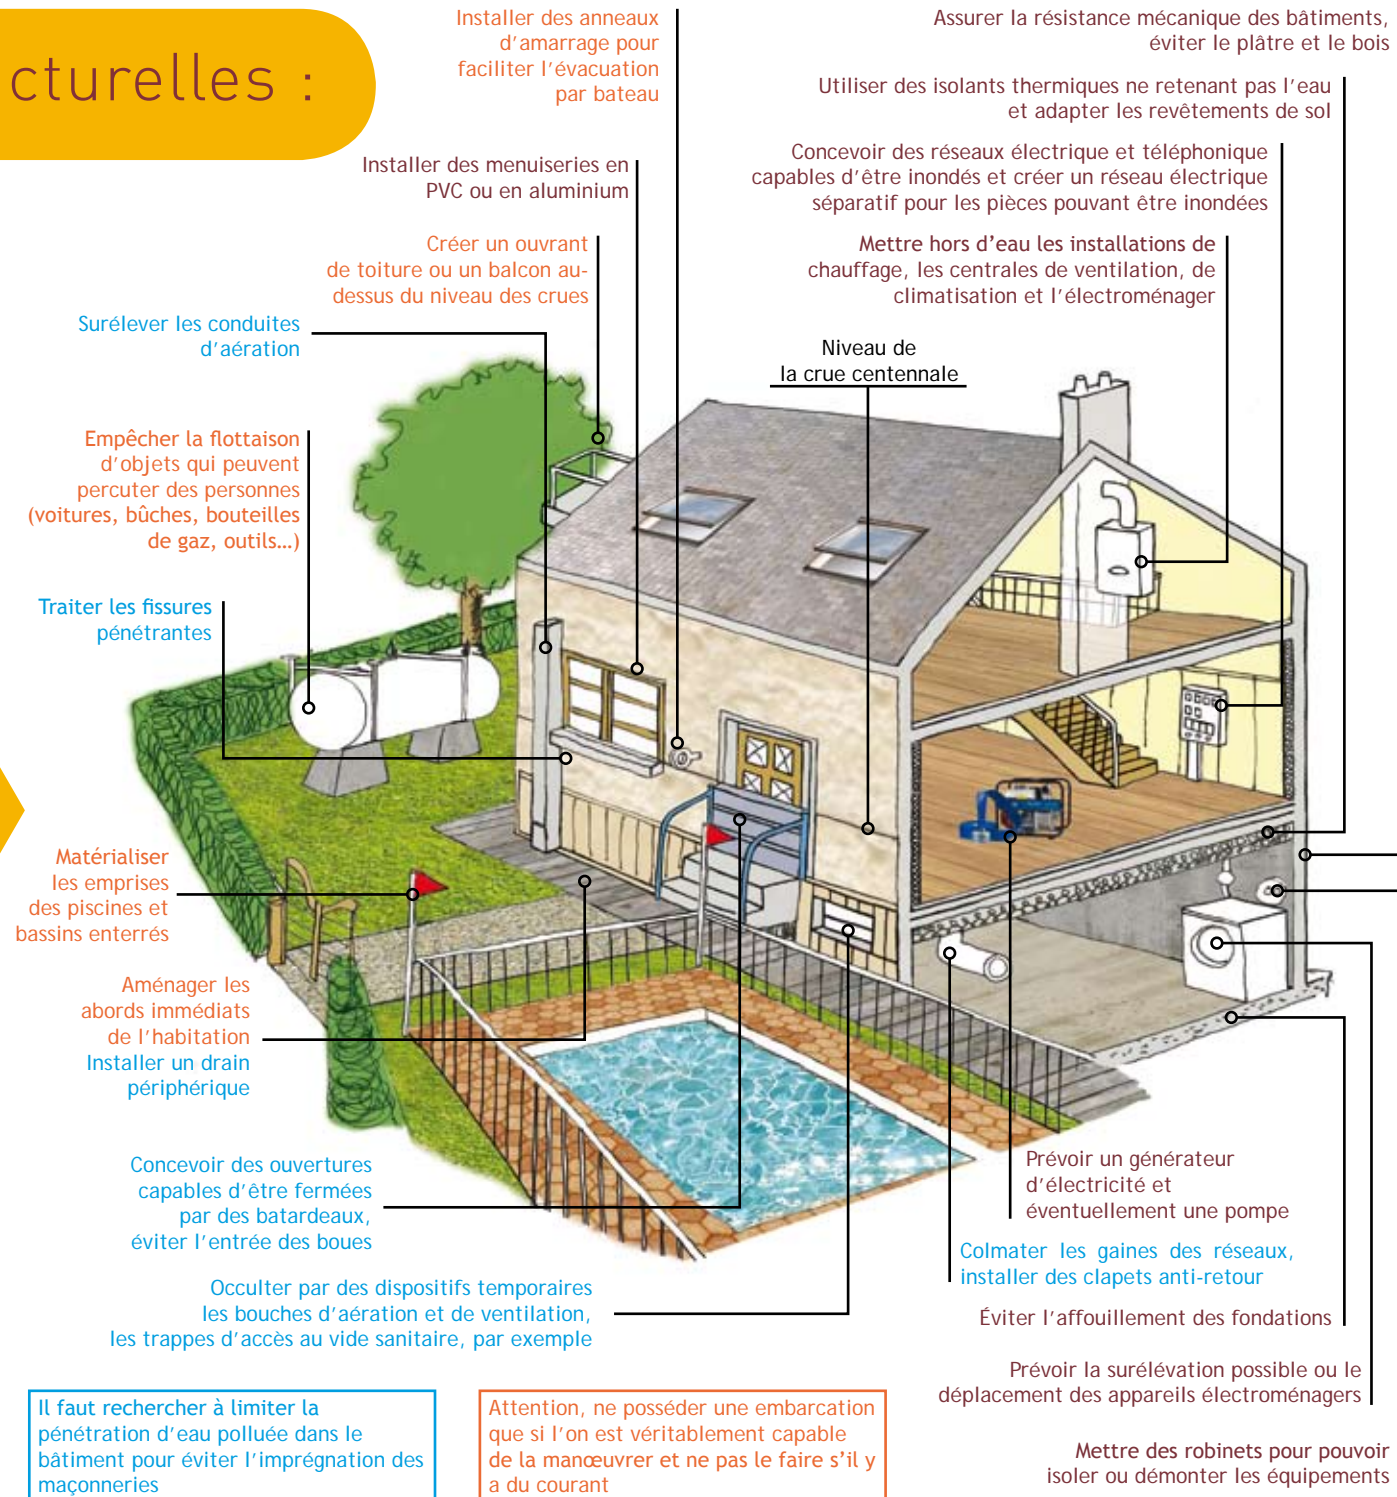 cturelles :
Installer des anneaux
d'amarrage pour
faciliter l'évacuation
par bateau
Assurer la résistance mécanique des bâtiments,
éviter le plâtre et le bois
Utiliser des isolants thermiques ne retenant pas l'eau
et adapter les revêtements de sol
Installer des menuiseries en
PVC ou en aluminium
Concevoir des réseaux électrique et téléphonique
capables d'être inondés et créer un réseau électrique
séparatif pour les pièces pouvant être inondées
Créer un ouvrant
de toiture ou un balcon au-
dessus du niveau des crues
Mettre hors d'eau les installations de
chauffage, les centrales de ventilation, de
climatisation et l'électroménager
Surélever les conduites
d'aération
Niveau de
la crue centennale
Empêcher la flottaison
d'objets qui peuvent
percuter des personnes
(voitures, bûches, bouteilles
de gaz, outils…)
Traiter les fissures
pénétrantes
Matérialiser
les emprises
des piscines et
bassins enterrés
Aménager les
abords immédiats
de l'habitation
Installer un drain
périphérique
Concevoir des ouvertures
capables d'être fermées
par des batardeaux,
éviter l'entrée des boues
Prévoir un générateur
d'électricité et
éventuellement une pompe
Colmater les gaines des réseaux,
installer des clapets anti-retour
Occulter par des dispositifs temporaires
les bouches d'aération et de ventilation,
les trappes d'accès au vide sanitaire, par exemple
Éviter l'affouillement des fondations
Prévoir la surélévation possible ou le
déplacement des appareils électroménagers
Il faut rechercher à limiter la
pénétration d'eau polluée dans le
bâtiment pour éviter l'imprégnation des
maçonneries
Attention, ne posséder une embarcation
que si l'on est véritablement capable
de la manœuvrer et ne pas le faire s'il y
a du courant
Mettre des robinets pour pouvoir
isoler ou démonter les équipements